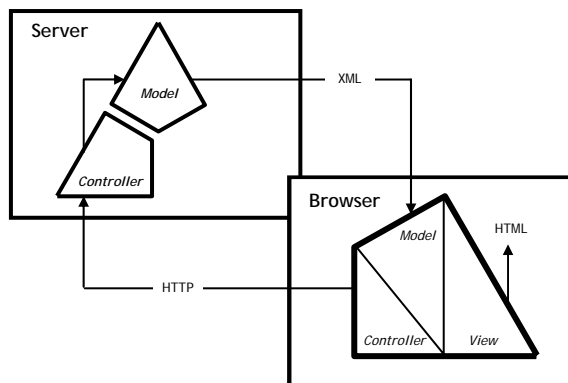 Server
Model
XML
Controller
Browser
Model
HTML
HTTP
Controller
View